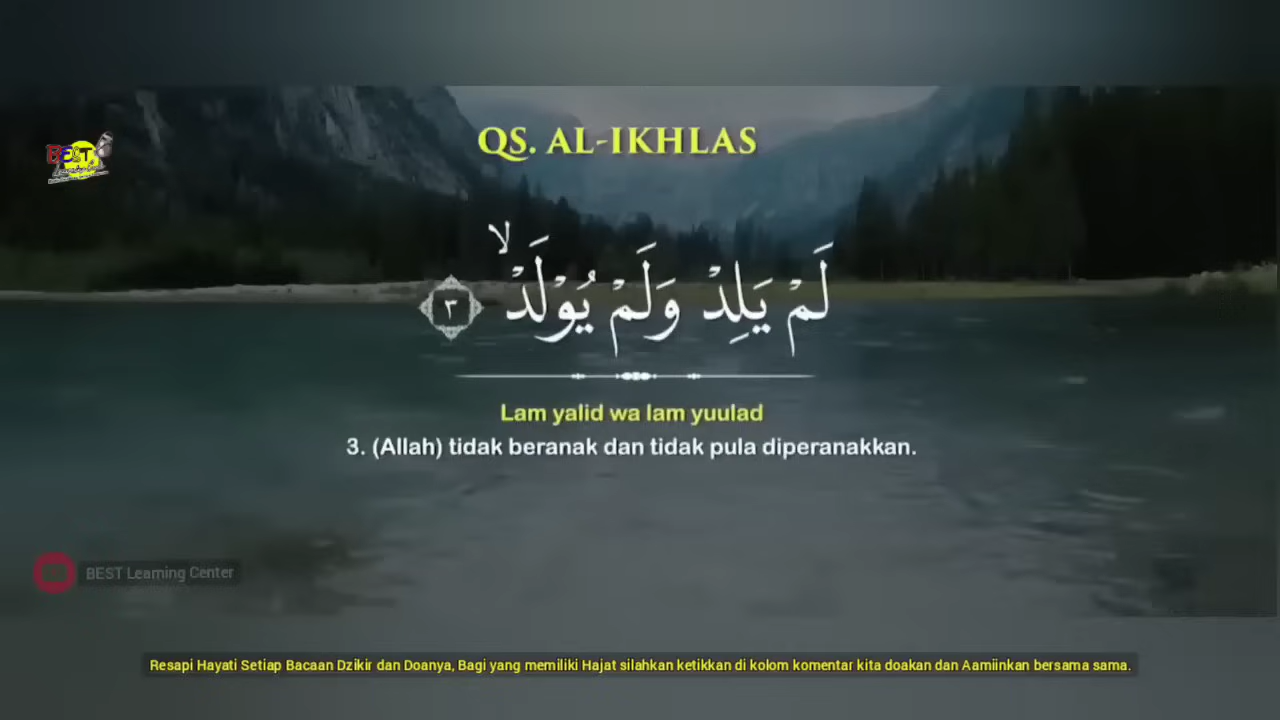 BEST
QS. AL-IKHLAS
لَمْ يَلِدْ وَلَمْ يُوْلَدْۙ ٣
Lam yalid wa lam yuulad
3. (Allah) tidak beranak dan tidak pula diperanakkan.
BEST Learning Center
Resapi Hayati Setiap Bacaan Dzikir dan Doanya, Bagi yang memiliki Hajat silahkan ketikkan di kolom komentar kita doakan dan Aamiinkan bersama sama.